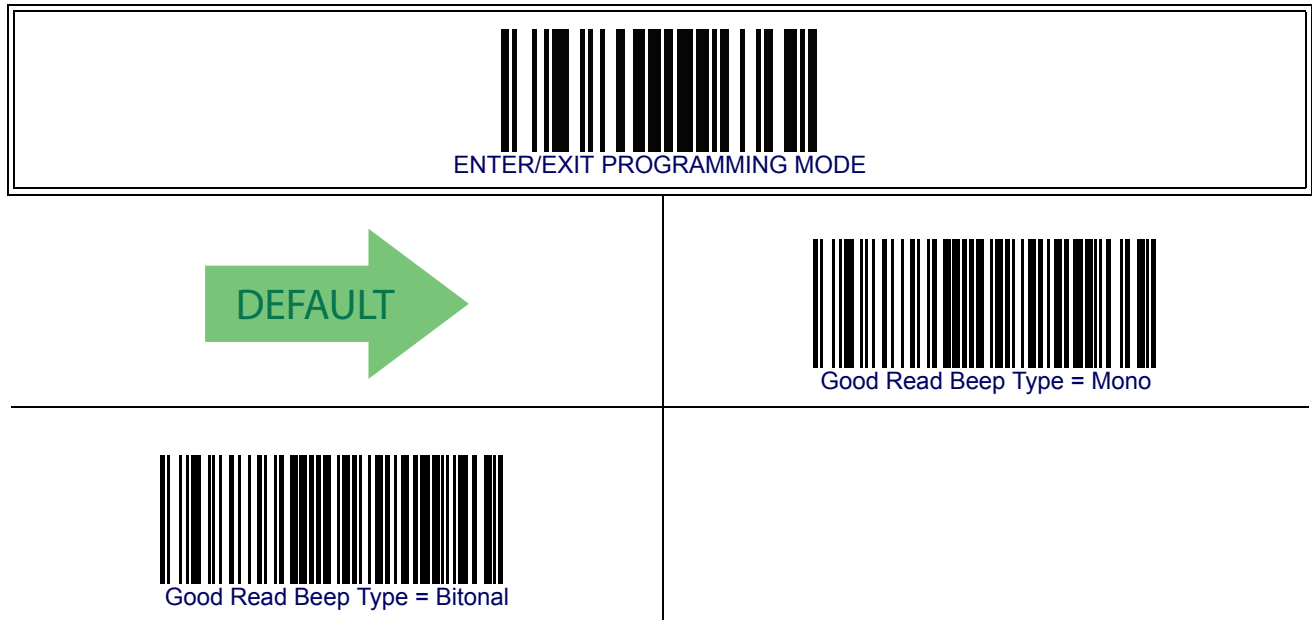 ENTER/EXIT PROGRAMMING MODE
DEFAULT
Good Read Beep Type = Mono
Good Read Beep Type = Bitonal